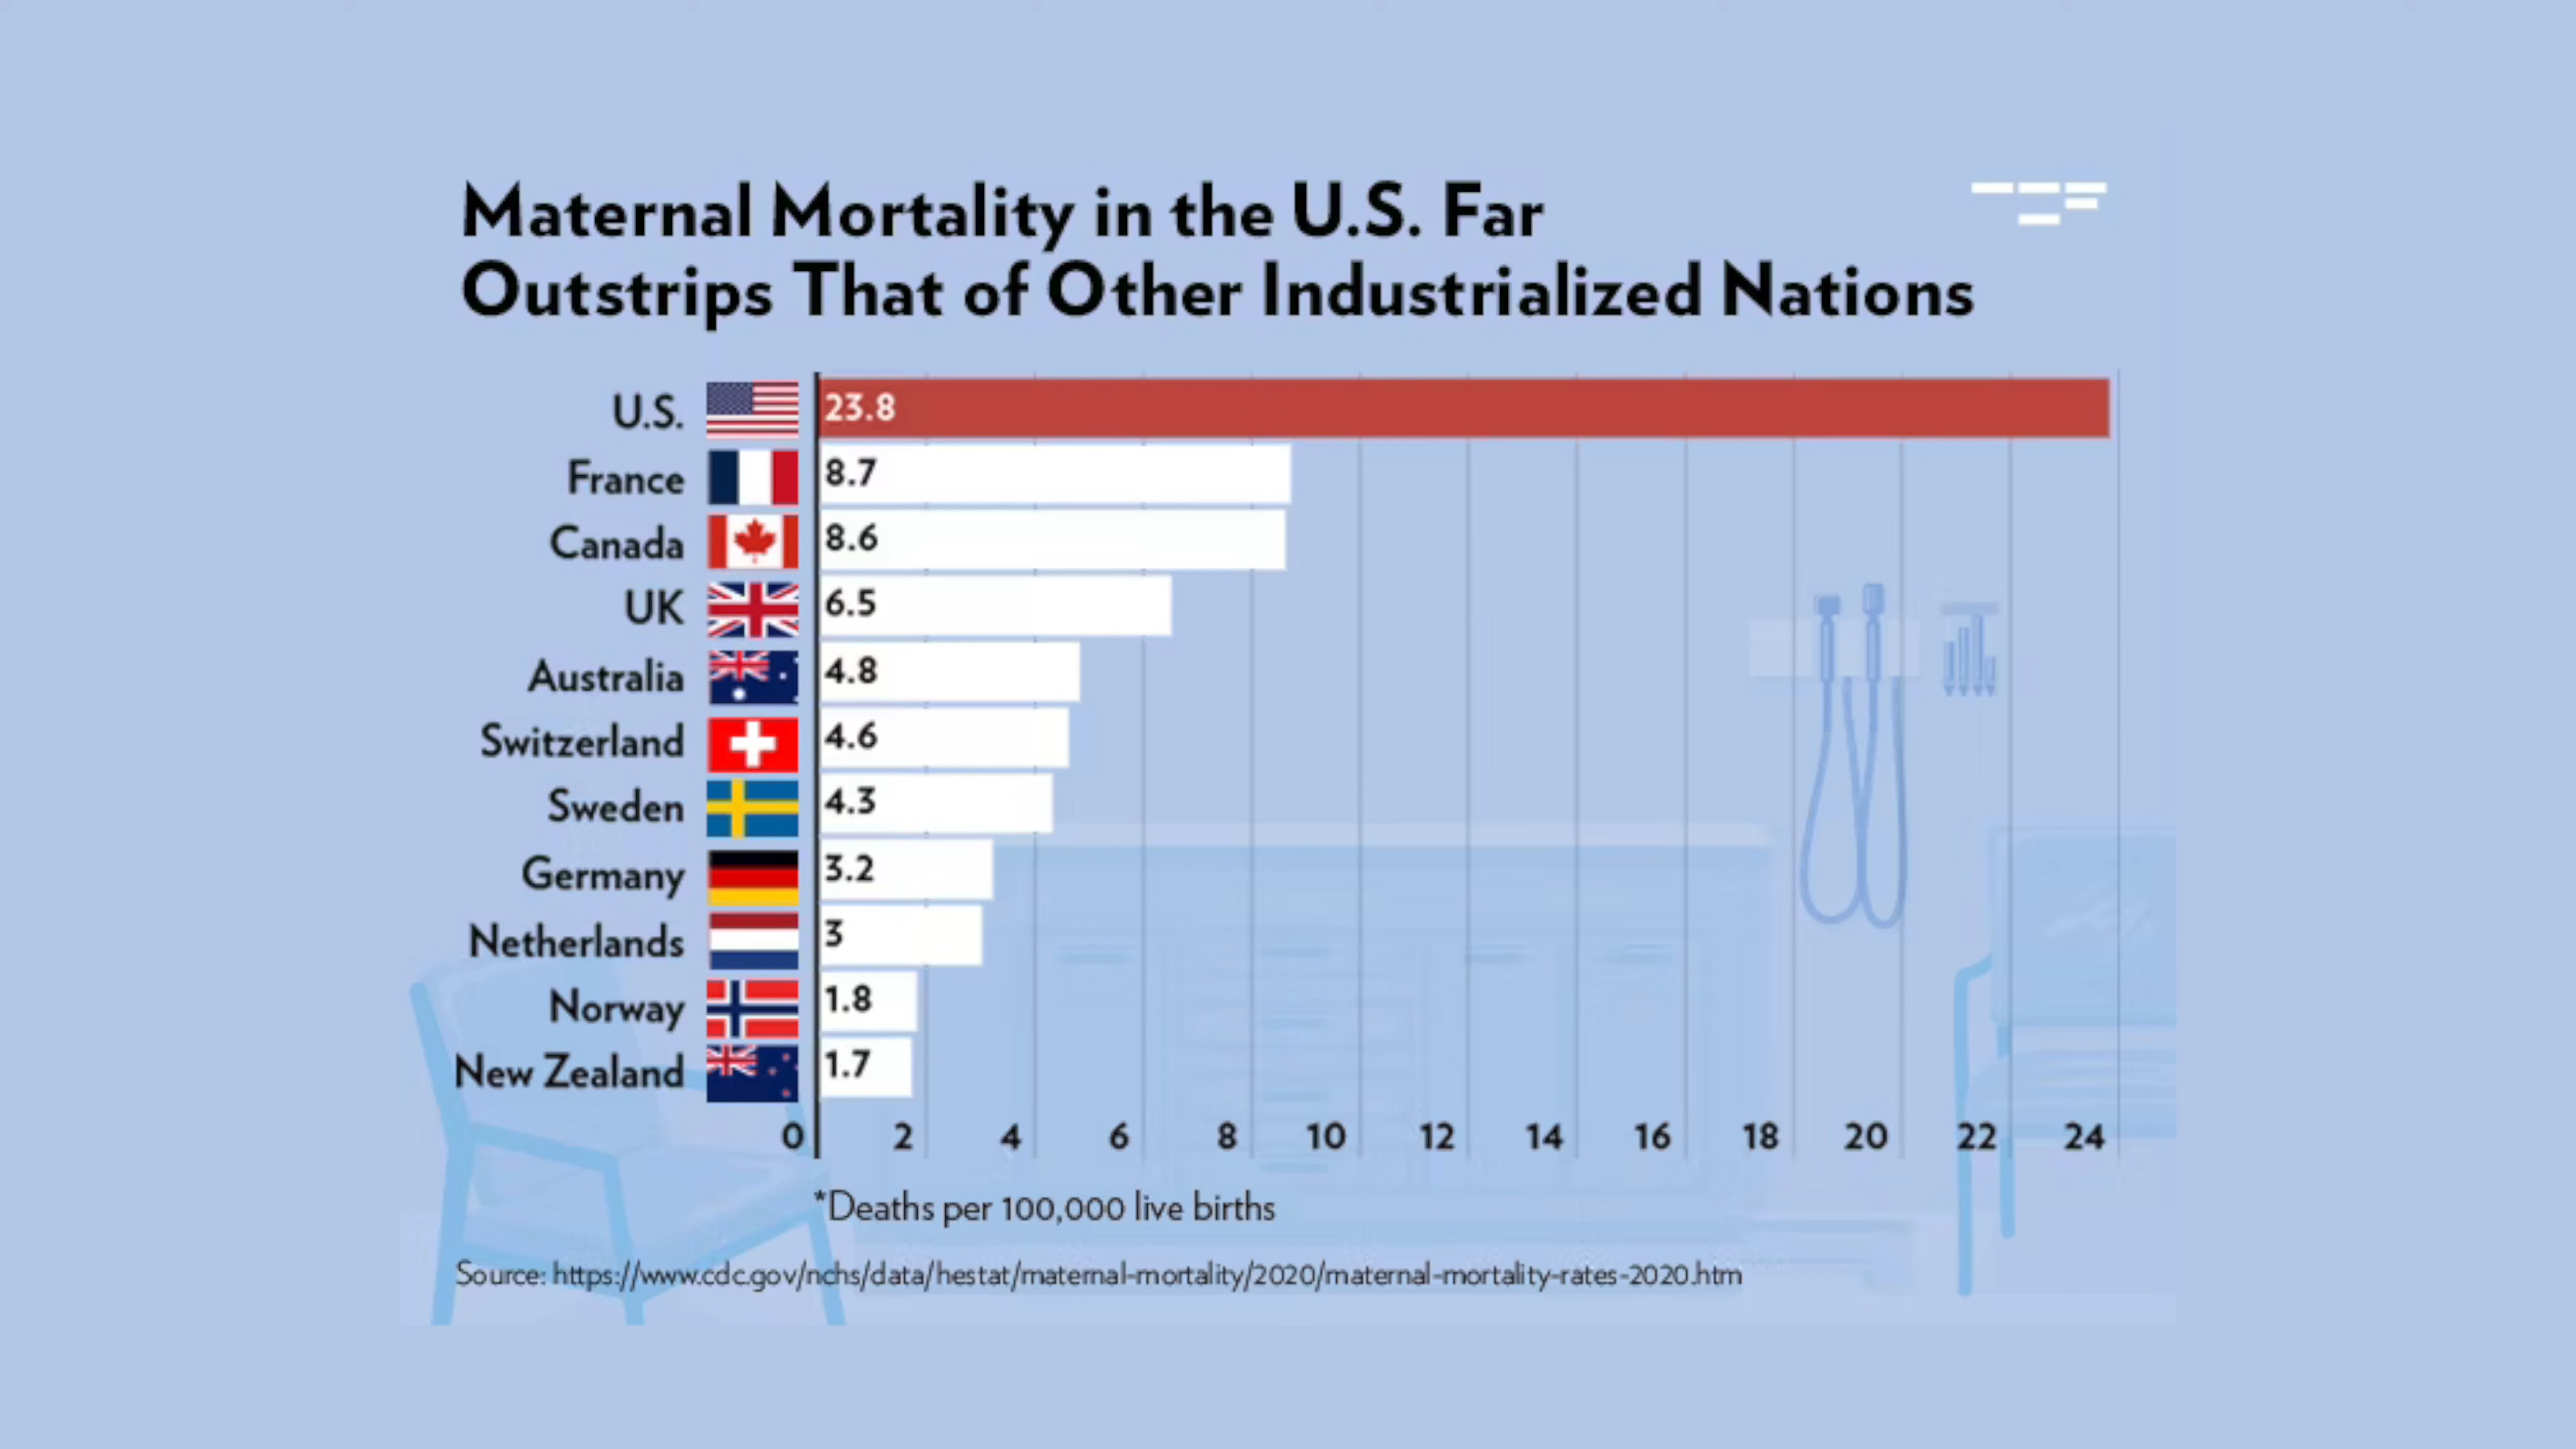 Maternal Mortality in the U.S. Far
Outstrips That of Other Industrialized Nations
U.S. 23.8
France 8.7
Canada 8.6
UK 6.5
Australia 4.8
Switzerland 4.6
Sweden 4.3
Germany 3.2
Netherlands 3
Norway 1.8
New Zealand 1.7
0 2 4 6 8 10 12 14 16 18 20 22 24
*Deaths per 100,000 live births
Source: https://www.cdc.gov/nchs/data/hestat/maternal-mortality/2020/maternal-mortality-rates-2020.htm